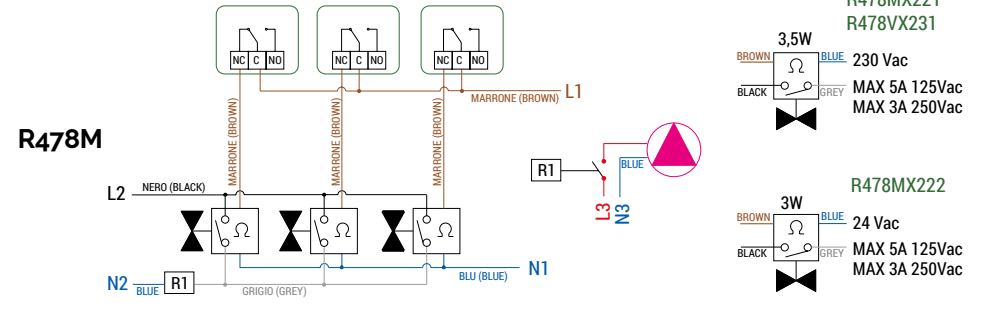 R478MX221
R478VX231
3,5W
BROWN BLUE 230 Vac
BLACK GREY MAX 5A 125Vac
MAX 3A 250Vac
NC C NO NC C NO NC C NO
MARRONE (BROWN) L1
MARRONE (BROWN) MARRONE (BROWN) MARRONE (BROWN)
R478M
R1 BLUE
L3 N3
L2 NERO (BLACK)
Ω Ω Ω
N1
BLU (BLUE)
N2 BLUE R1
GRIGIO (GREY)
R478MX222
3W
BROWN BLUE 24 Vac
Ω
BLACK GREY MAX 5A 125Vac
MAX 3A 250Vac
Ω